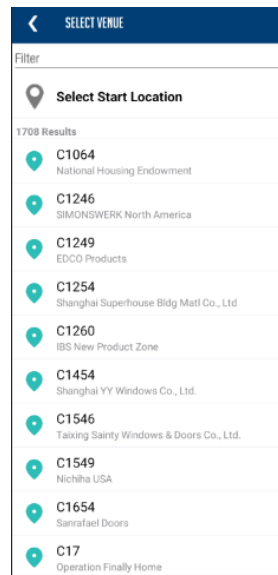 SELECT VENUE
Filter
Select Start Location
1708 Results
C1064
National Housing Endowment
C1246
SIMONSWERK North America
C1249
EDCO Products
C1254
Shanghai Superhouse Bldg Matl Co., Ltd
C1260
IBS New Product Zone
C1454
Shanghai YY Windows Co., Ltd.
C1546
Taixing Sainty Windows & Doors Co., Ltd.
C1549
Nichiha USA
C1654
Sanrafael Doors
C17
Operation Finally Home